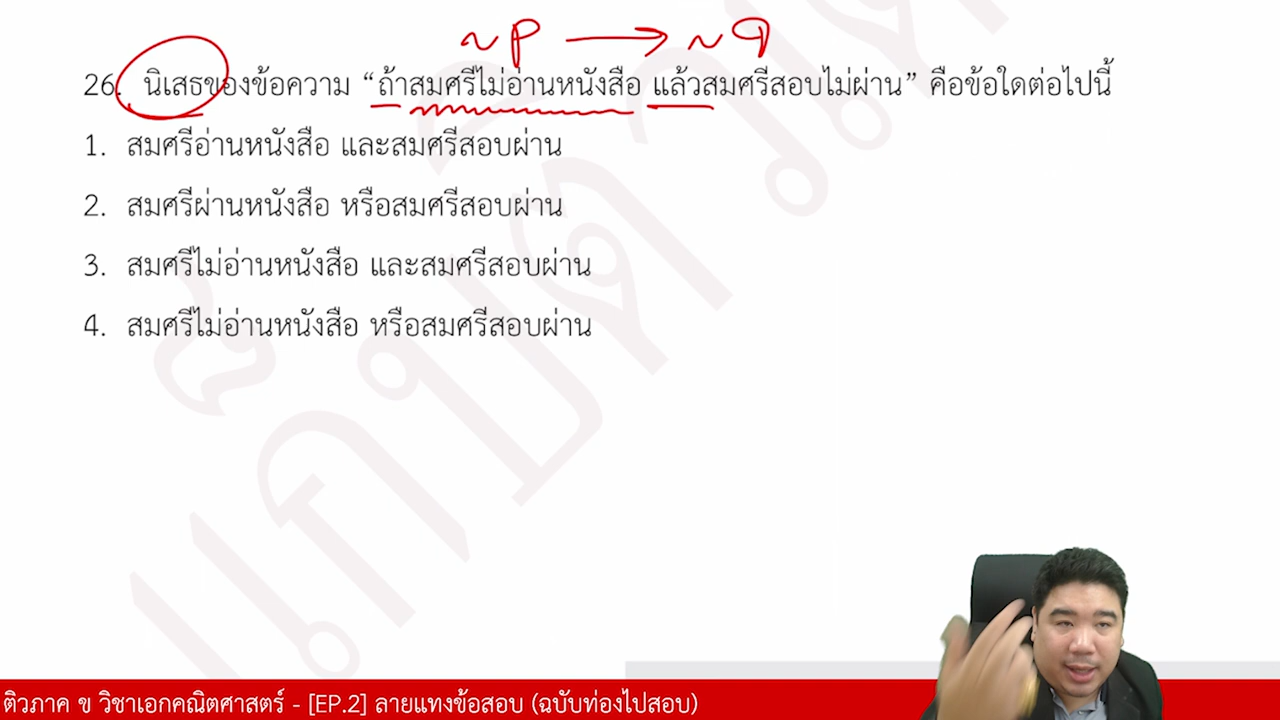 ~p → ~q
26. นิเสธของข้อความ “ถ้าสมศรีไม่อ่านหนังสือ แล้วสมศรีสอบไม่ผ่าน” คือข้อใดต่อไปนี้
1. สมศรีอ่านหนังสือ และสมศรีสอบผ่าน
2. สมศรีผ่านหนังสือ หรือสมศรีสอบผ่าน
3. สมศรีไม่อ่านหนังสือ และสมศรีสอบผ่าน
4. สมศรีไม่อ่านหนังสือ หรือสมศรีสอบผ่าน
ติวภาค ข วิชาเอกคณิตศาสตร์ - [EP.2] ลายแทงข้อสอบ (ฉบับท่องไปสอบ)